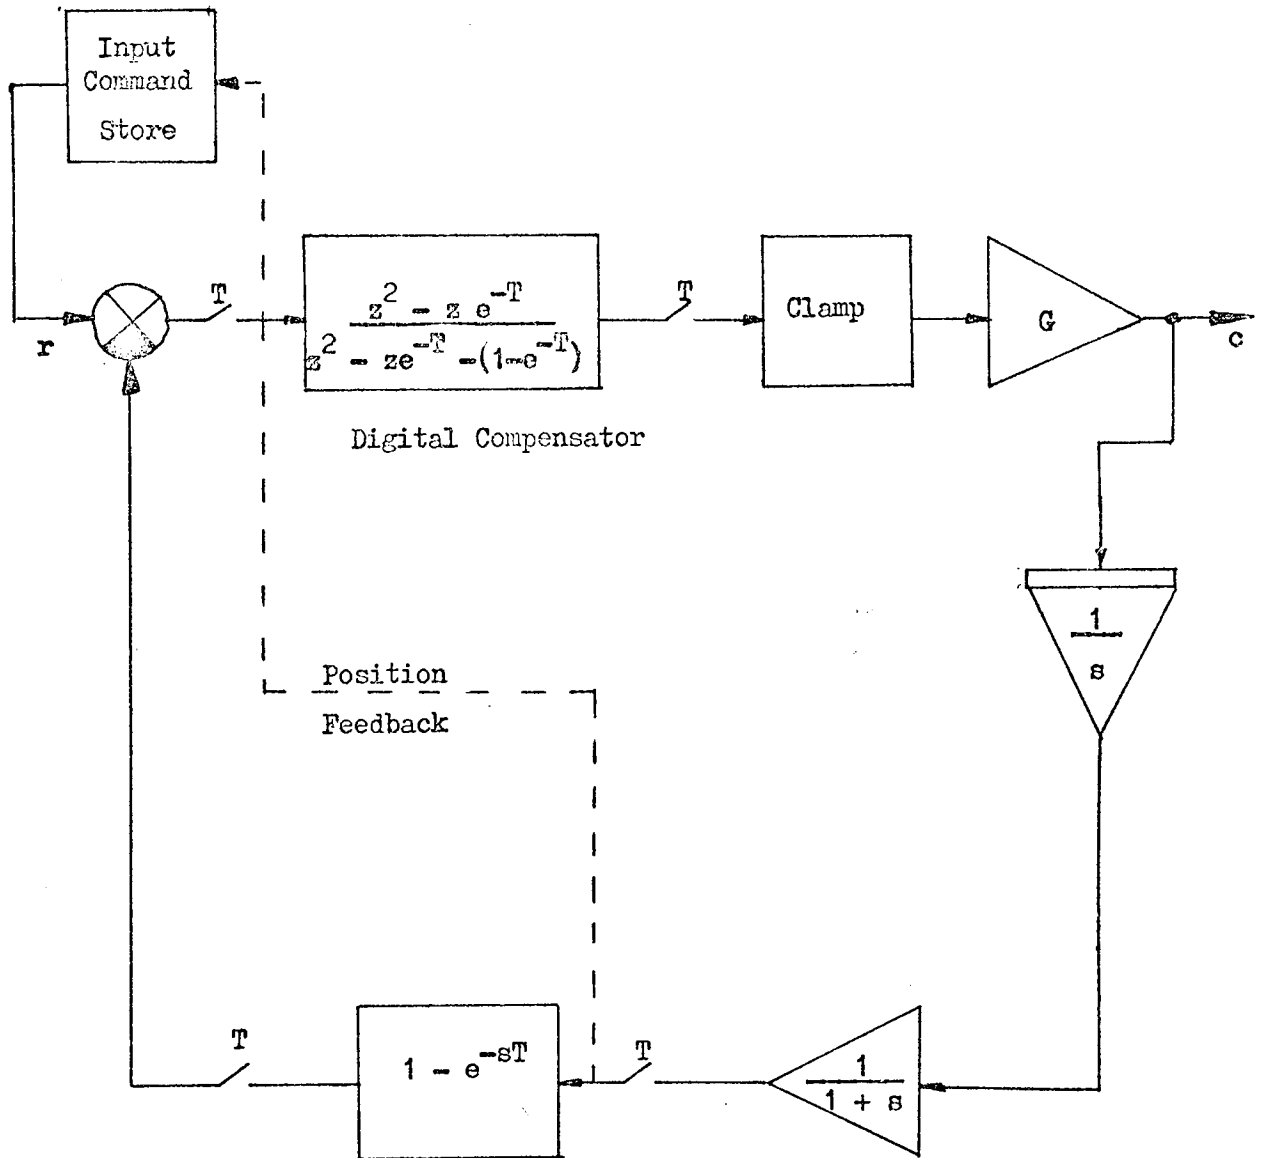 Input
Command
Store
T
T
r
z² - z e⁻ᵀ
z² - ze⁻ᵀ -(1-e⁻ᵀ)
Clamp
G
c
Digital Compensator
1
s
Position
Feedback
T
T
1 - e⁻ˢᵀ
1
1 + s